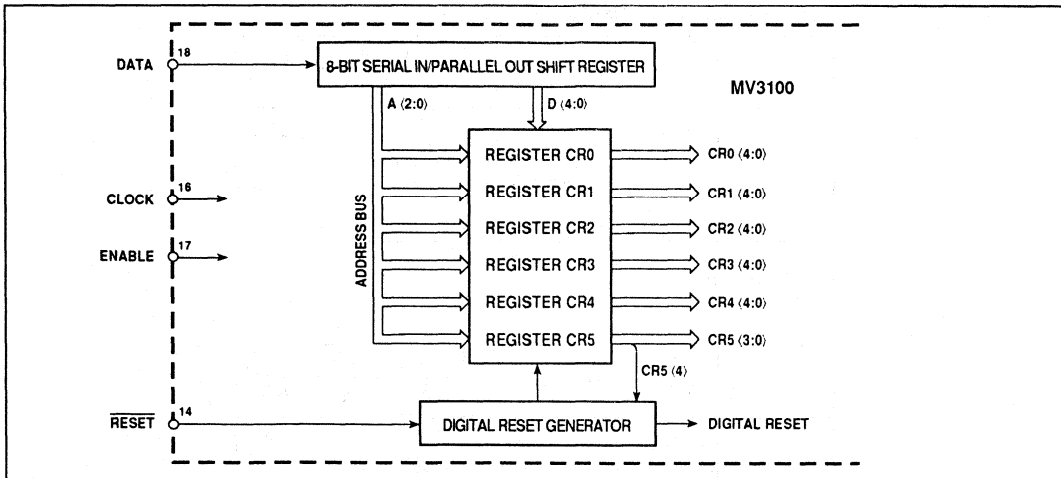 DATA
18
8-BIT SERIAL IN/PARALLEL OUT SHIFT REGISTER
MV3100
A ⟨2:0⟩
D ⟨4:0⟩
ADDRESS BUS
REGISTER CR0
CR0 ⟨4:0⟩
CLOCK
16
REGISTER CR1
CR1 ⟨4:0⟩
REGISTER CR2
CR2 ⟨4:0⟩
ENABLE
17
REGISTER CR3
CR3 ⟨4:0⟩
REGISTER CR4
CR4 ⟨4:0⟩
REGISTER CR5
CR5 ⟨3:0⟩
CR5 ⟨4⟩
RESET
14
DIGITAL RESET GENERATOR
DIGITAL RESET